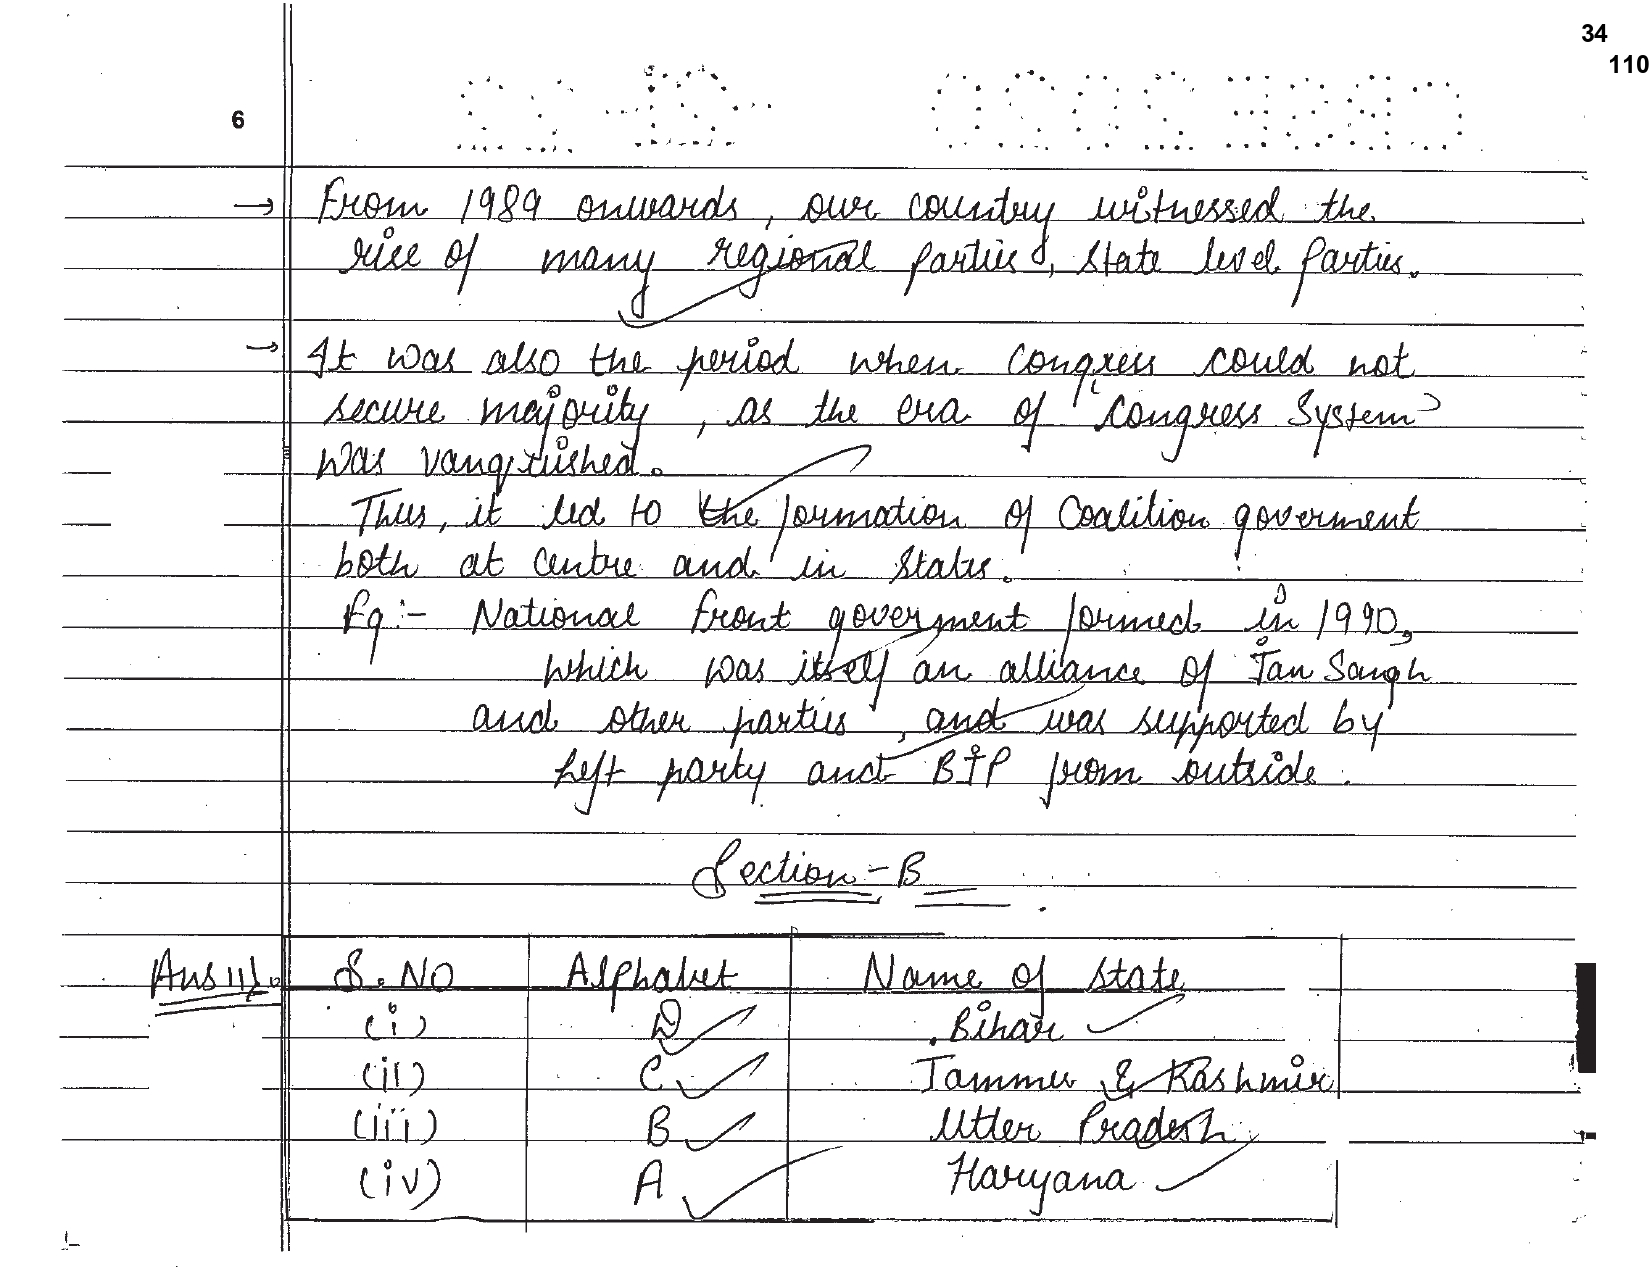 34
110
6
→ From 1989 onwards, our country witnessed the
rise of many regional parties, state level parties.
→ It was also the period when Congress could not
secure majority, as the era of "Congress System"
was vanquished.
Thus, it led to the formation of Coalition goverment
both at centre and in States.
Eg:- National front goverment formed in 1990,
which was itself an alliance of Jan Sangh
and other parties, and was supported by
Left party and BJP from outside.
Section - B
Ans 11). S.No Alphabet Name of State
(i) D Bihar
(ii) C Jammu & Kashmir
(iii) B Utter Pradesh
(iv) A Haryana